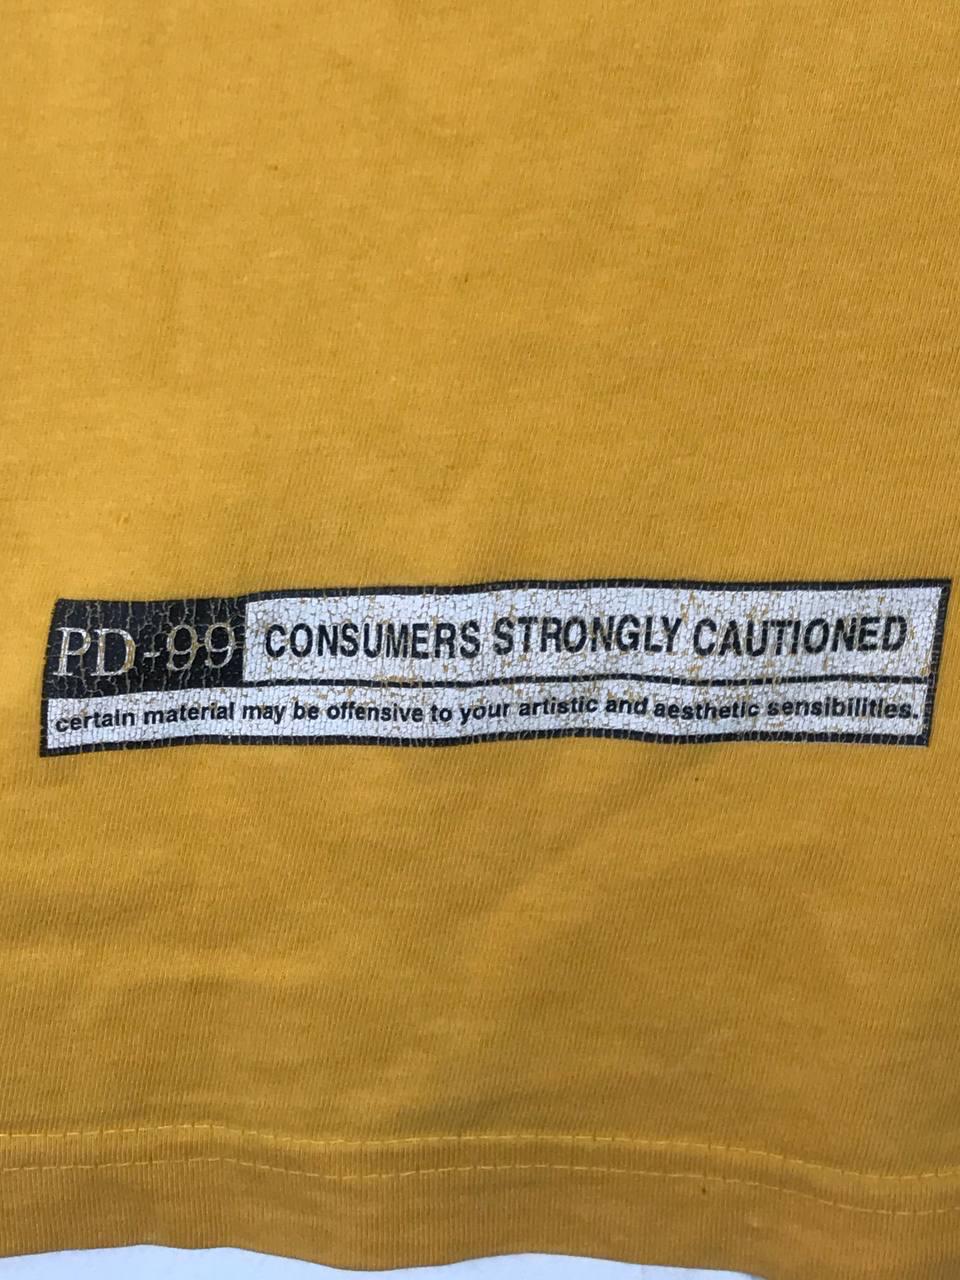 PD-99 CONSUMERS STRONGLY CAUTIONED
certain material may be offensive to your artistic and aesthetic sensibilities.